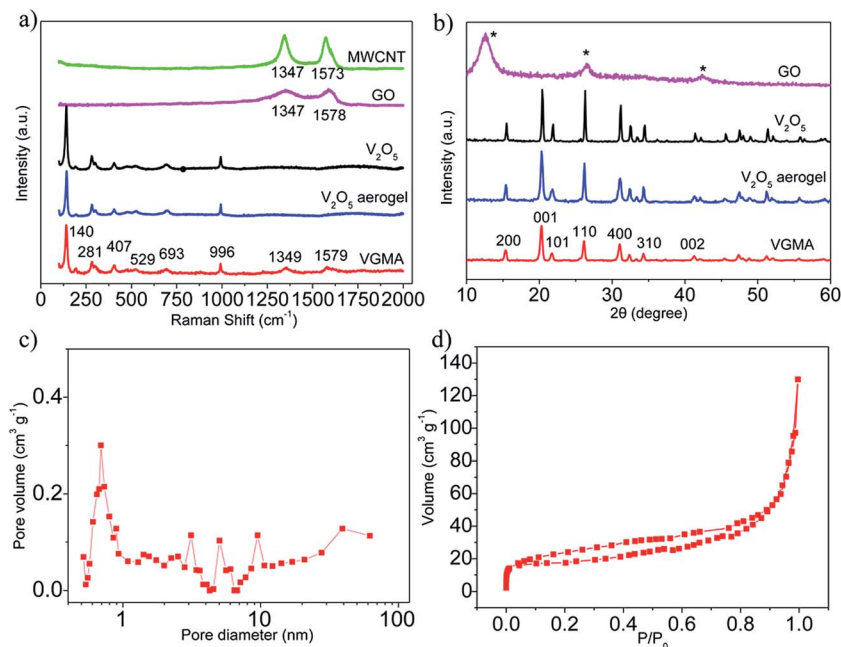 a)
Intensity (a.u.)
MWCNT
1347 1573
GO
1347 1578
V₂O₅
V₂O₅ aerogel
140
281 407 529 693 996 1349 1579
VGMA
0 250 500 750 1000 1250 1500 1750 2000
Raman Shift (cm⁻¹)
b)
Intensity (a.u.)
* * *
GO
V₂O₅
V₂O₅ aerogel
001
200 101 110 400 310 002
VGMA
10 20 30 40 50 60
2θ (degree)
c)
Pore volume (cm³ g⁻¹)
0.4
0.2
0.0
1 10 100
Pore diameter (nm)
d)
Volume (cm³ g⁻¹)
140
120
100
80
60
40
20
0
0.0 0.2 0.4 0.6 0.8 1.0
P/P₀